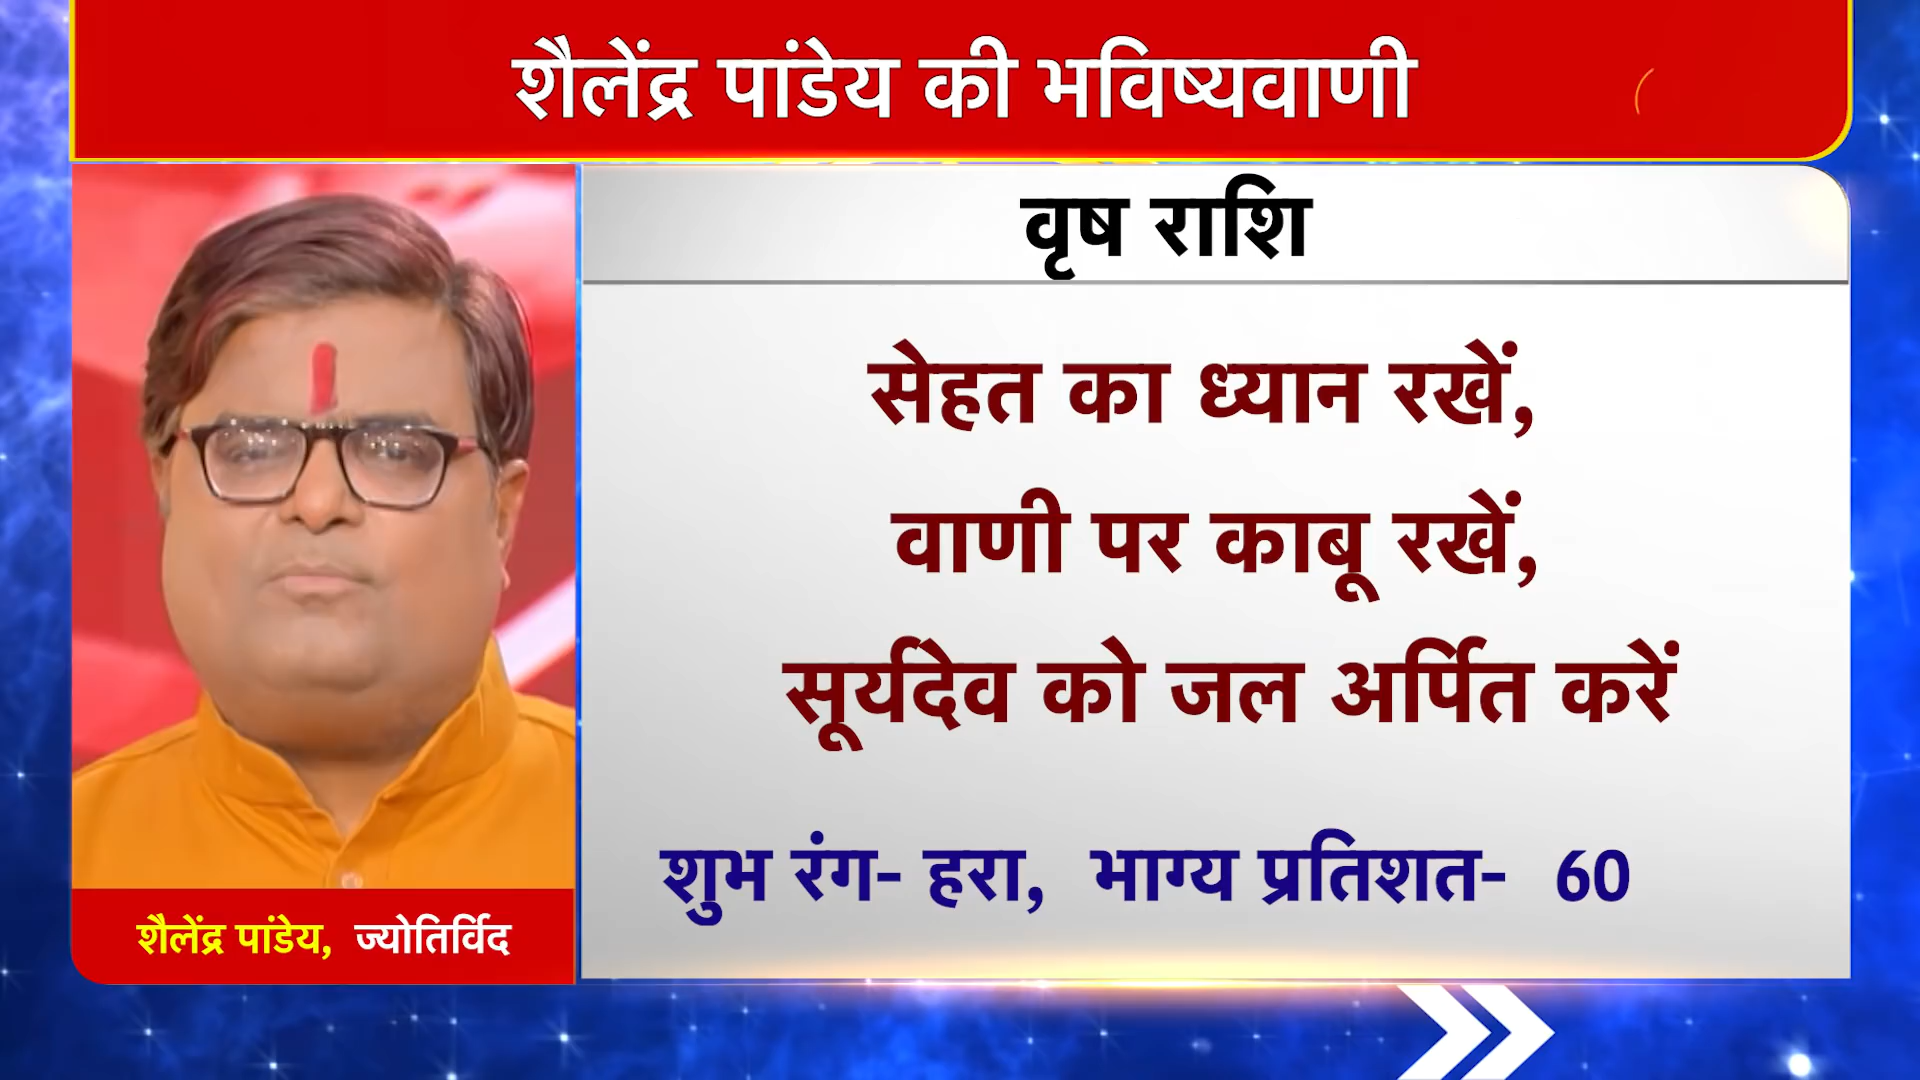 शैलेंद्र पांडेय की भविष्यवाणी
वृष राशि
सेहत का ध्यान रखें,
वाणी पर काबू रखें,
सूर्यदेव को जल अर्पित करें
शुभ रंग- हरा, भाग्य प्रतिशत- 60
शैलेंद्र पांडेय, ज्योतिर्विद